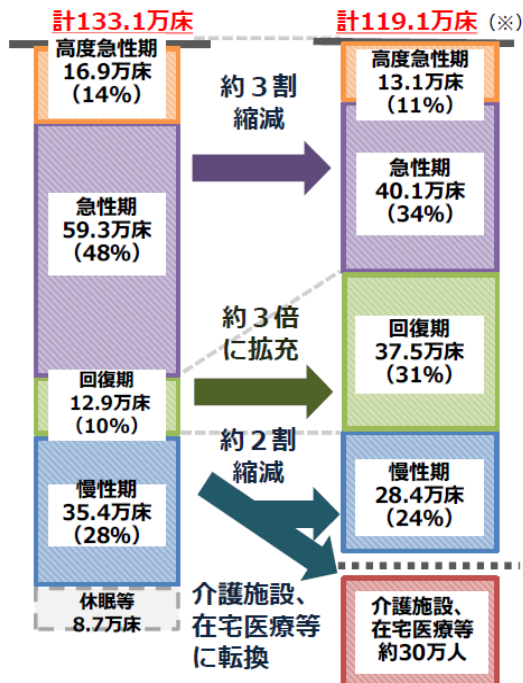 計133.1万床
高度急性期
16.9万床
(14%)
急性期
59.3万床
(48%)
回復期
12.9万床
(10%)
慢性期
35.4万床
(28%)
休眠等
8.7万床
約３割
縮減
約３倍
に拡充
約２割
縮減
介護施設、
在宅医療等
に転換
計119.1万床（※）
高度急性期
13.1万床
(11%)
急性期
40.1万床
(34%)
回復期
37.5万床
(31%)
慢性期
28.4万床
(24%)
介護施設、
在宅医療等
約30万人